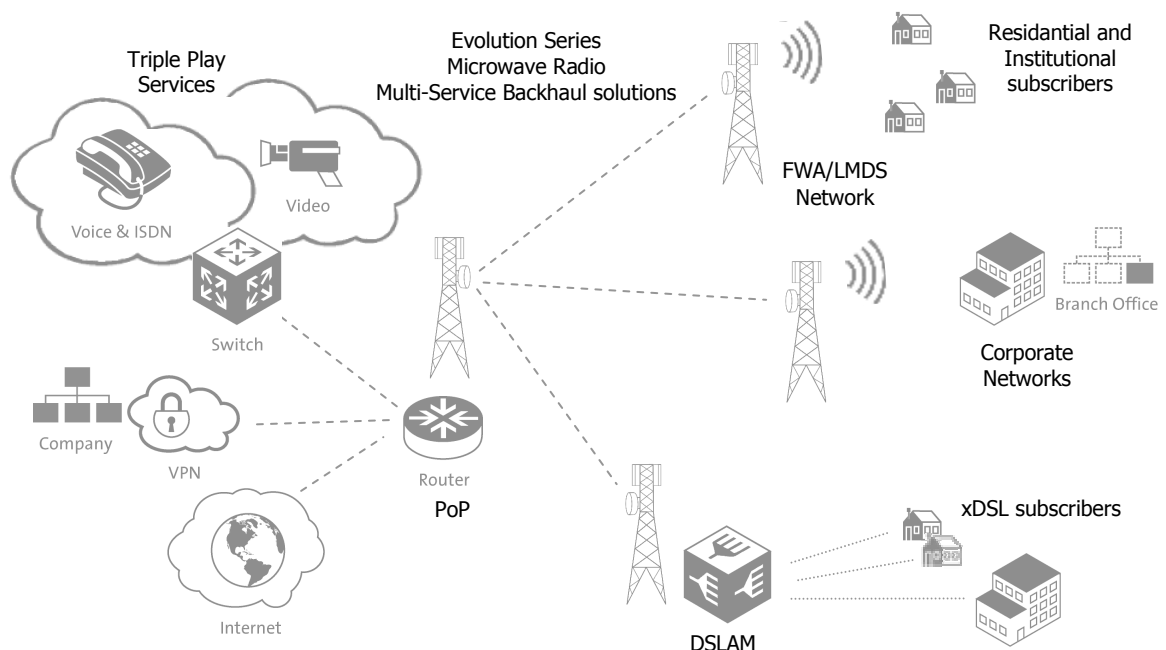 Triple Play
Services
Evolution Series
Microwave Radio
Multi-Service Backhaul solutions
Residantial and
Institutional
subscribers
Voice & ISDN
Video
FWA/LMDS
Network
Switch
Branch Office
Corporate
Networks
Company
VPN
Router
PoP
xDSL subscribers
Internet
DSLAM